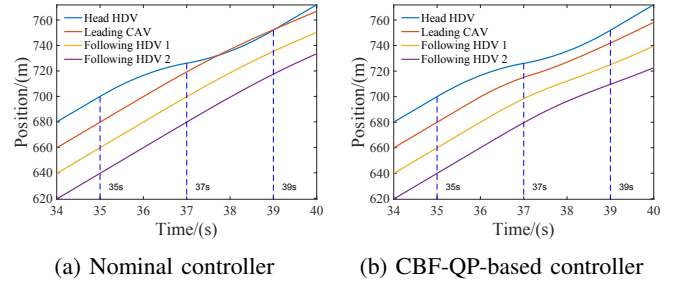 Position/(m)
760
740
720
700
680
660
640
620
Head HDV
Leading CAV
Following HDV 1
Following HDV 2
35s
37s
39s
34
35
36
37
38
39
40
Time/(s)
(a) Nominal controller
Position/(m)
760
740
720
700
680
660
640
620
Head HDV
Leading CAV
Following HDV 1
Following HDV 2
35s
37s
39s
34
35
36
37
38
39
40
Time/(s)
(b) CBF-QP-based controller